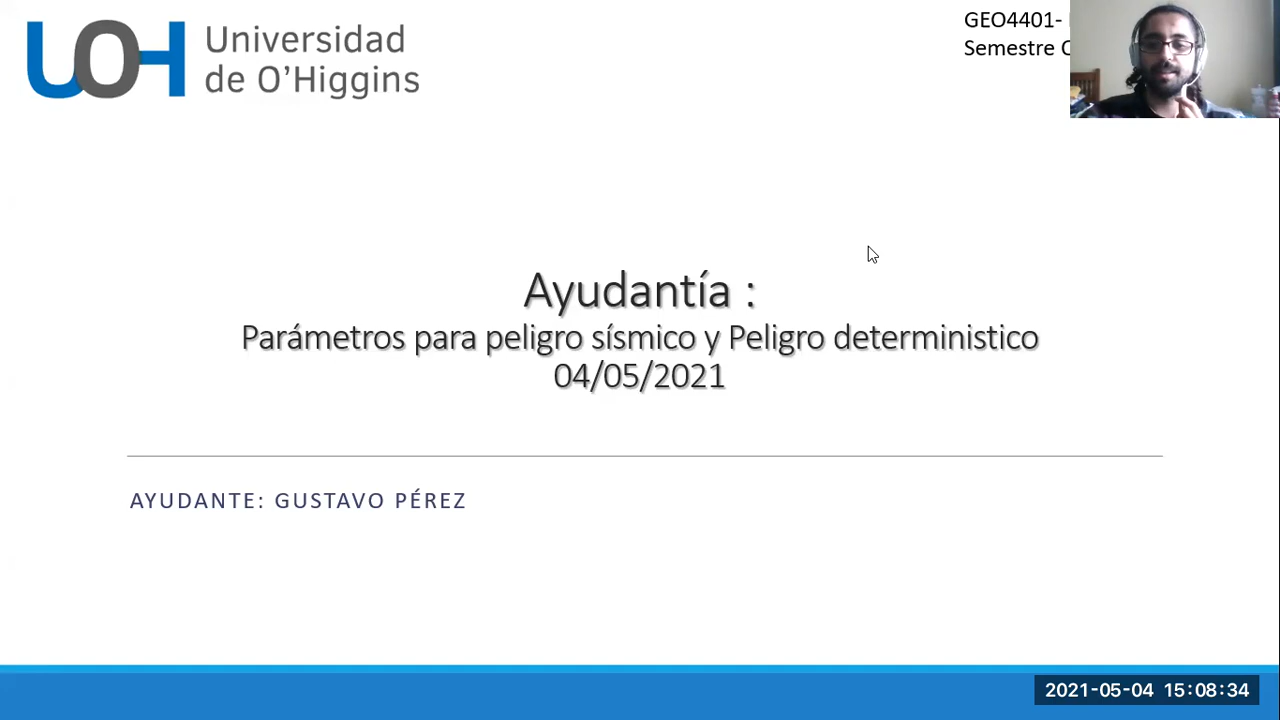 UOH Universidad
de O'Higgins
GEO4401-
Semestre
Ayudantía :
Parámetros para peligro sísmico y Peligro deterministico
04/05/2021
AYUDANTE: GUSTAVO PÉREZ
2021-05-04 15:08:34